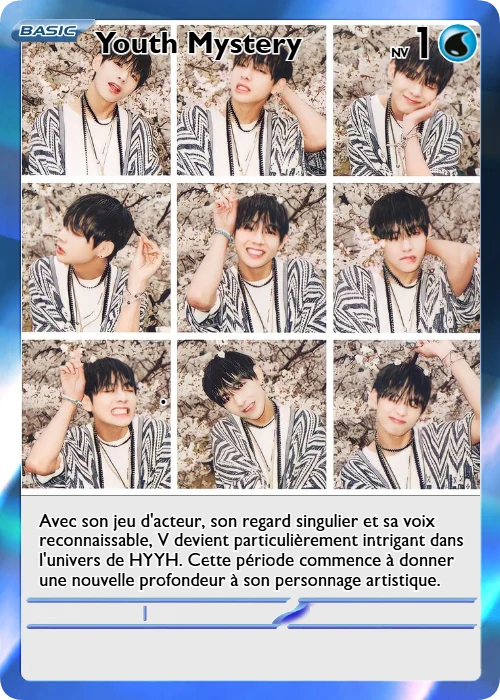 BASIC
Youth Mystery
NV 1
Avec son jeu d'acteur, son regard singulier et sa voix
reconnaissable, V devient particulièrement intrigant dans
l'univers de HYYH. Cette période commence à donner
une nouvelle profondeur à son personnage artistique.